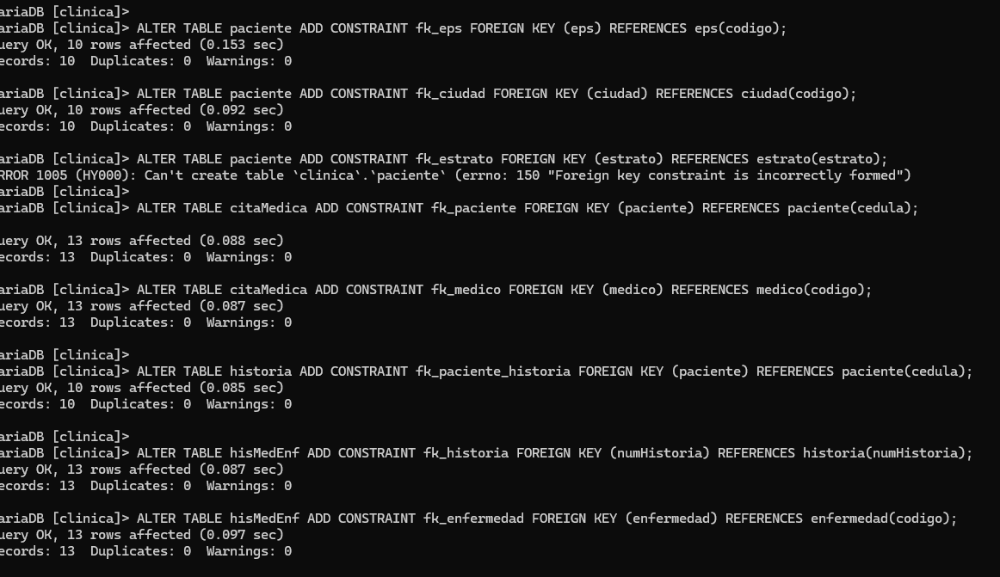 ariaDB [clinica]>
ariaDB [clinica]> ALTER TABLE paciente ADD CONSTRAINT fk_eps FOREIGN KEY (eps) REFERENCES eps(codigo);
uery OK, 10 rows affected (0.153 sec)
ecords: 10  Duplicates: 0  Warnings: 0
ariaDB [clinica]> ALTER TABLE paciente ADD CONSTRAINT fk_ciudad FOREIGN KEY (ciudad) REFERENCES ciudad(codigo);
uery OK, 10 rows affected (0.092 sec)
ecords: 10  Duplicates: 0  Warnings: 0
ariaDB [clinica]> ALTER TABLE paciente ADD CONSTRAINT fk_estrato FOREIGN KEY (estrato) REFERENCES estrato(estrato);
RROR 1005 (HY000): Can't create table `clinica`.`paciente` (errno: 150 "Foreign key constraint is incorrectly formed")
ariaDB [clinica]>
ariaDB [clinica]> ALTER TABLE citaMedica ADD CONSTRAINT fk_paciente FOREIGN KEY (paciente) REFERENCES paciente(cedula);
uery OK, 13 rows affected (0.088 sec)
ecords: 13  Duplicates: 0  Warnings: 0
ariaDB [clinica]> ALTER TABLE citaMedica ADD CONSTRAINT fk_medico FOREIGN KEY (medico) REFERENCES medico(codigo);
uery OK, 13 rows affected (0.087 sec)
ecords: 13  Duplicates: 0  Warnings: 0
ariaDB [clinica]>
ariaDB [clinica]> ALTER TABLE historia ADD CONSTRAINT fk_paciente_historia FOREIGN KEY (paciente) REFERENCES paciente(cedula);
uery OK, 10 rows affected (0.085 sec)
ecords: 10  Duplicates: 0  Warnings: 0
ariaDB [clinica]>
ariaDB [clinica]> ALTER TABLE hisMedEnf ADD CONSTRAINT fk_historia FOREIGN KEY (numHistoria) REFERENCES historia(numHistoria);
uery OK, 13 rows affected (0.087 sec)
ecords: 13  Duplicates: 0  Warnings: 0
ariaDB [clinica]> ALTER TABLE hisMedEnf ADD CONSTRAINT fk_enfermedad FOREIGN KEY (enfermedad) REFERENCES enfermedad(codigo);
uery OK, 13 rows affected (0.097 sec)
ecords: 13  Duplicates: 0  Warnings: 0